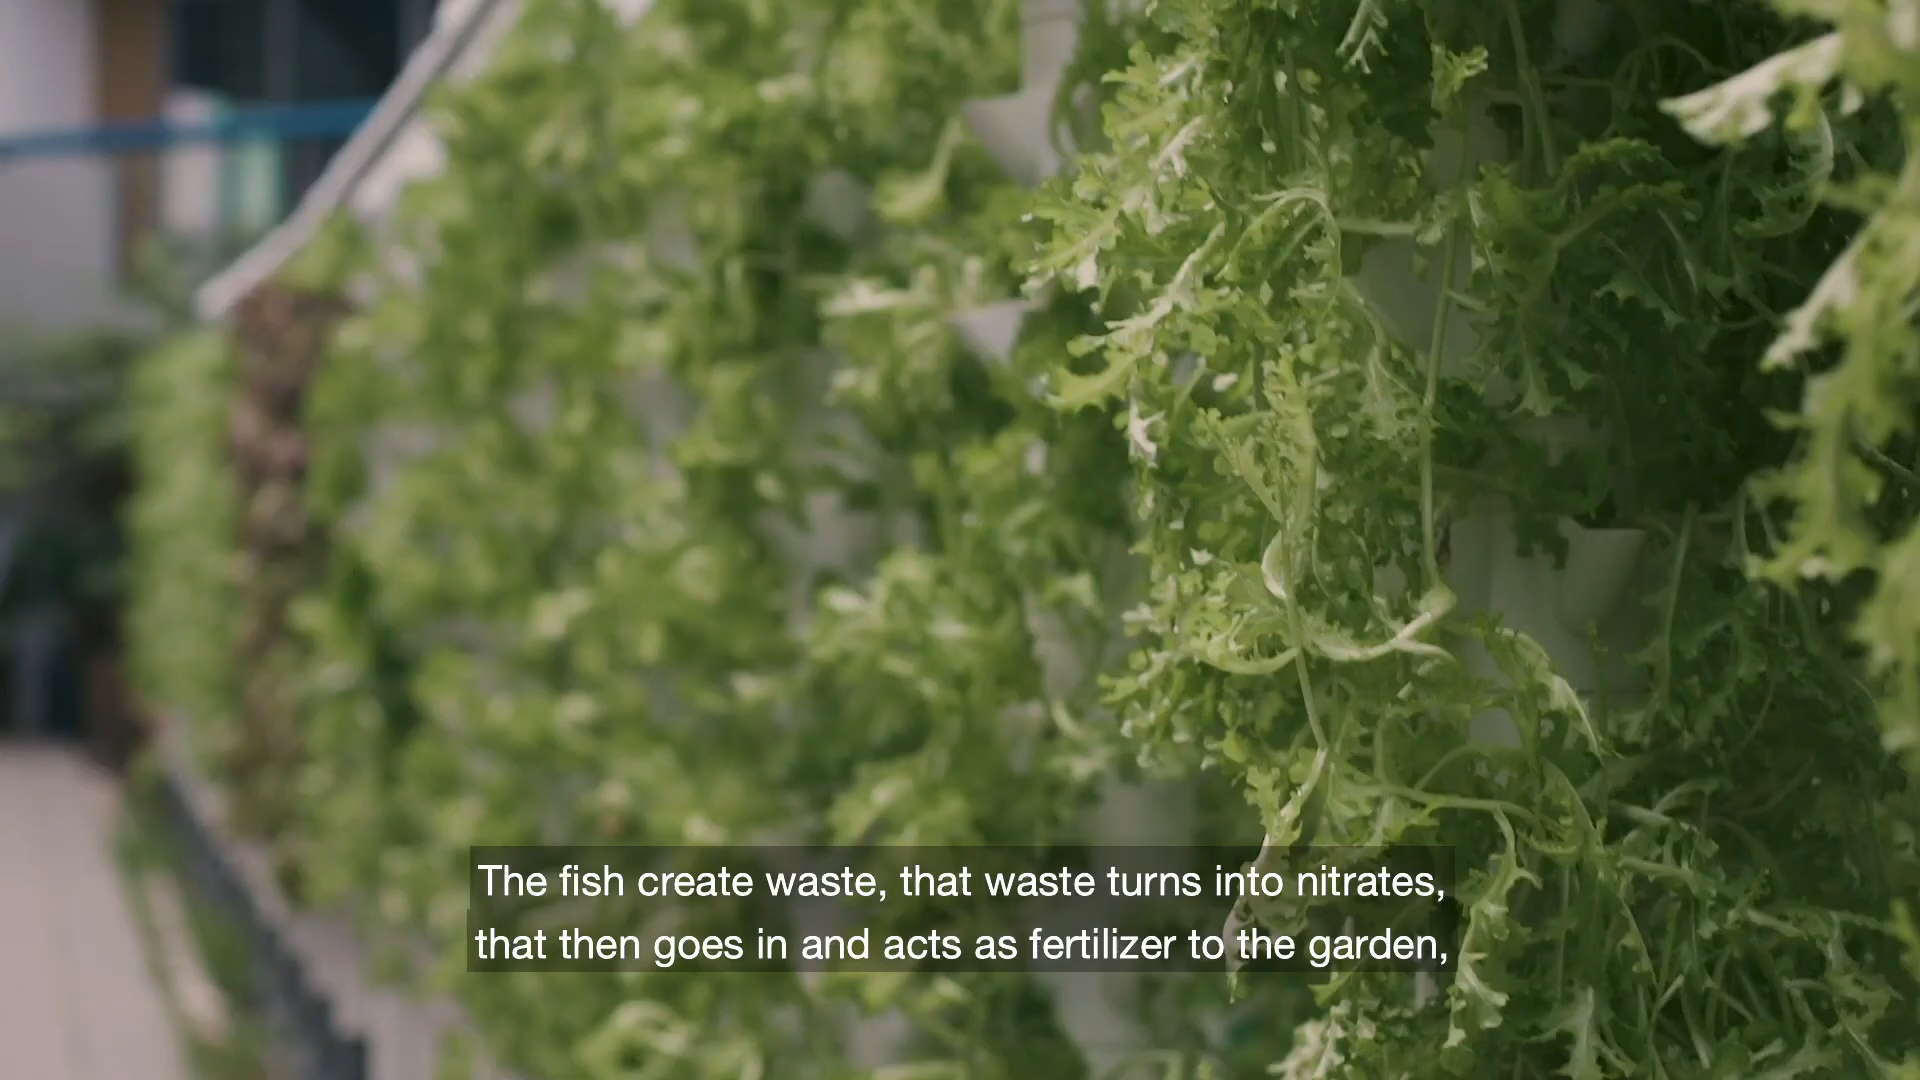 The fish create waste, that waste turns into nitrates,
that then goes in and acts as fertilizer to the garden,